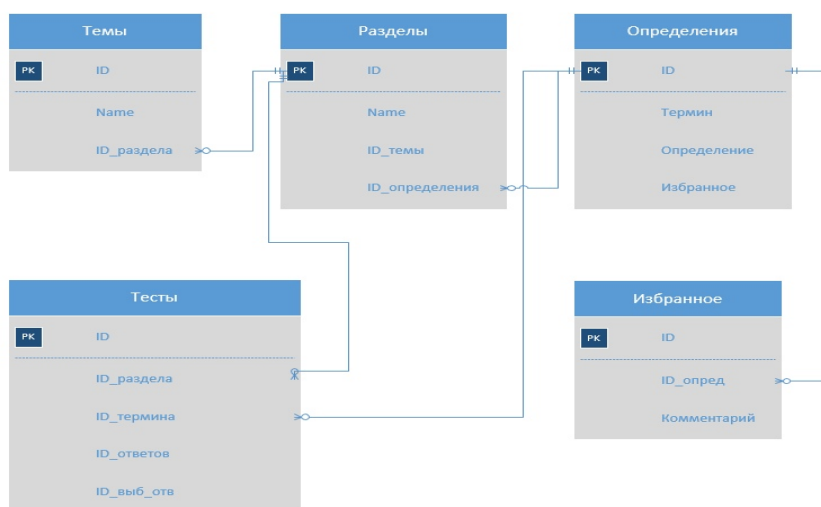 Темы
PK ID
Name
ID_раздела
Разделы
PK ID
Name
ID_темы
ID_определения
Определения
PK ID
Термин
Определение
Избранное
Тесты
PK ID
ID_раздела
ID_термина
ID_ответов
ID_выб_отв
Избранное
PK ID
ID_опред
Комментарий